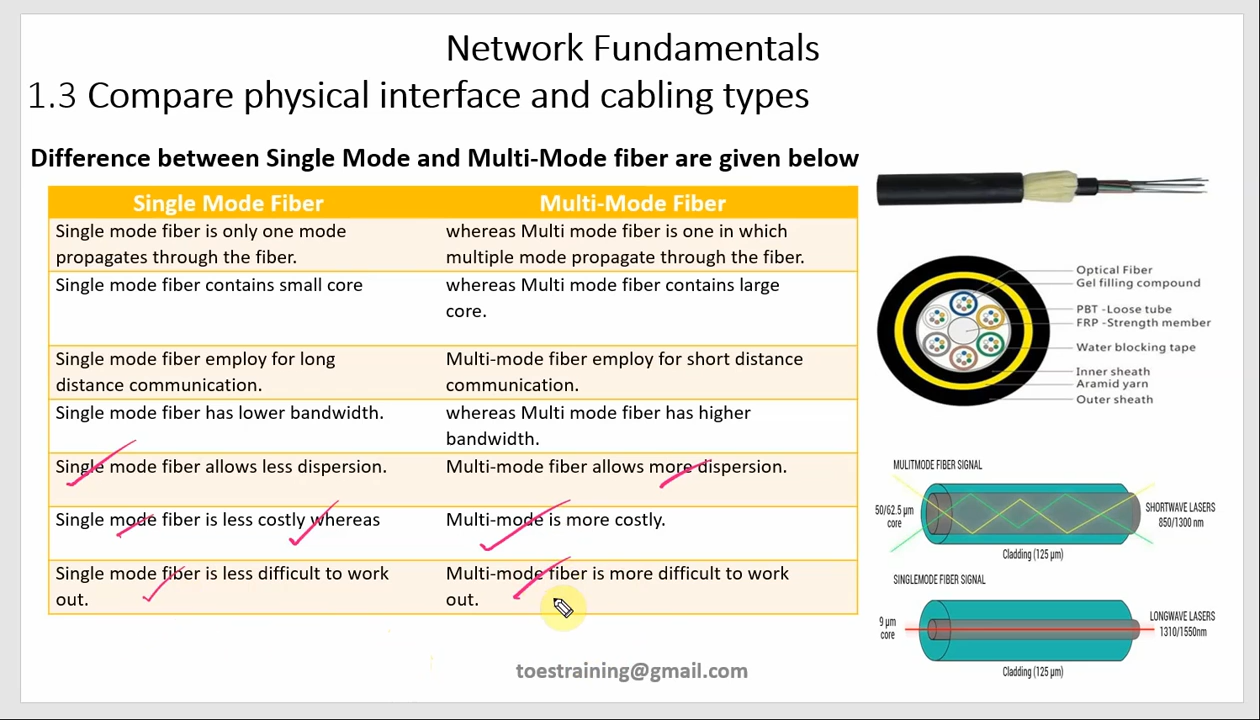 Network Fundamentals
1.3 Compare physical interface and cabling types
Difference between Single Mode and Multi-Mode fiber are given below
Single Mode Fiber
Multi-Mode Fiber
Single mode fiber is only one mode
propagates through the fiber.
whereas Multi mode fiber is one in which
multiple mode propagate through the fiber.
Single mode fiber contains small core
whereas Multi mode fiber contains large
core.
Single mode fiber employ for long
distance communication.
Multi-mode fiber employ for short distance
communication.
Single mode fiber has lower bandwidth.
whereas Multi mode fiber has higher
bandwidth.
Single mode fiber allows less dispersion.
Multi-mode fiber allows more dispersion.
Single mode fiber is less costly whereas
Multi-mode is more costly.
Single mode fiber is less difficult to work
out.
Multi-mode fiber is more difficult to work
out.
Optical Fiber
Gel filling compound
PBT -Loose tube
FRP -Strength member
Water blocking tape
Inner sheath
Aramid yarn
Outer sheath
MULITMODE FIBER SIGNAL
50/62.5 µm
core
SHORTWAVE LASERS
850/1300 nm
Cladding (125 µm)
SINGLEMODE FIBER SIGNAL
9 µm
core
LONGWAVE LASERS
1310/1550nm
Cladding (125 µm)
toestraining@gmail.com